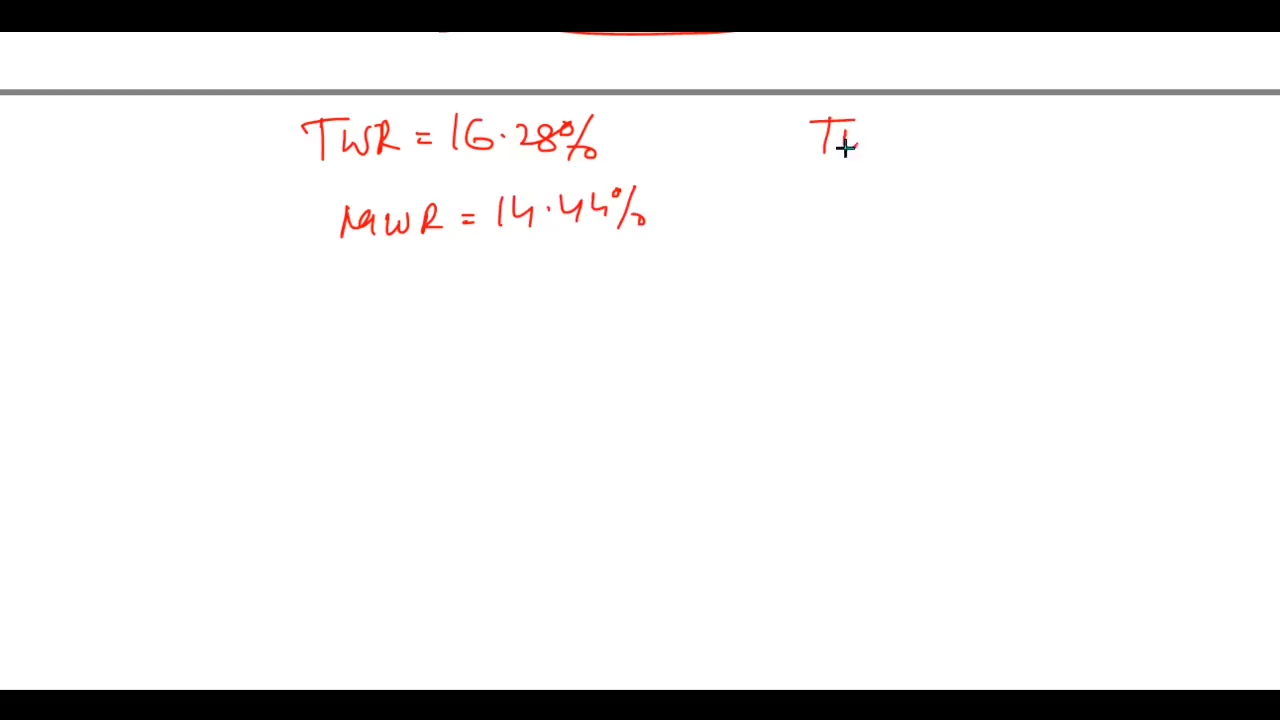 TWR = 16.28%
MWR = 14.44%